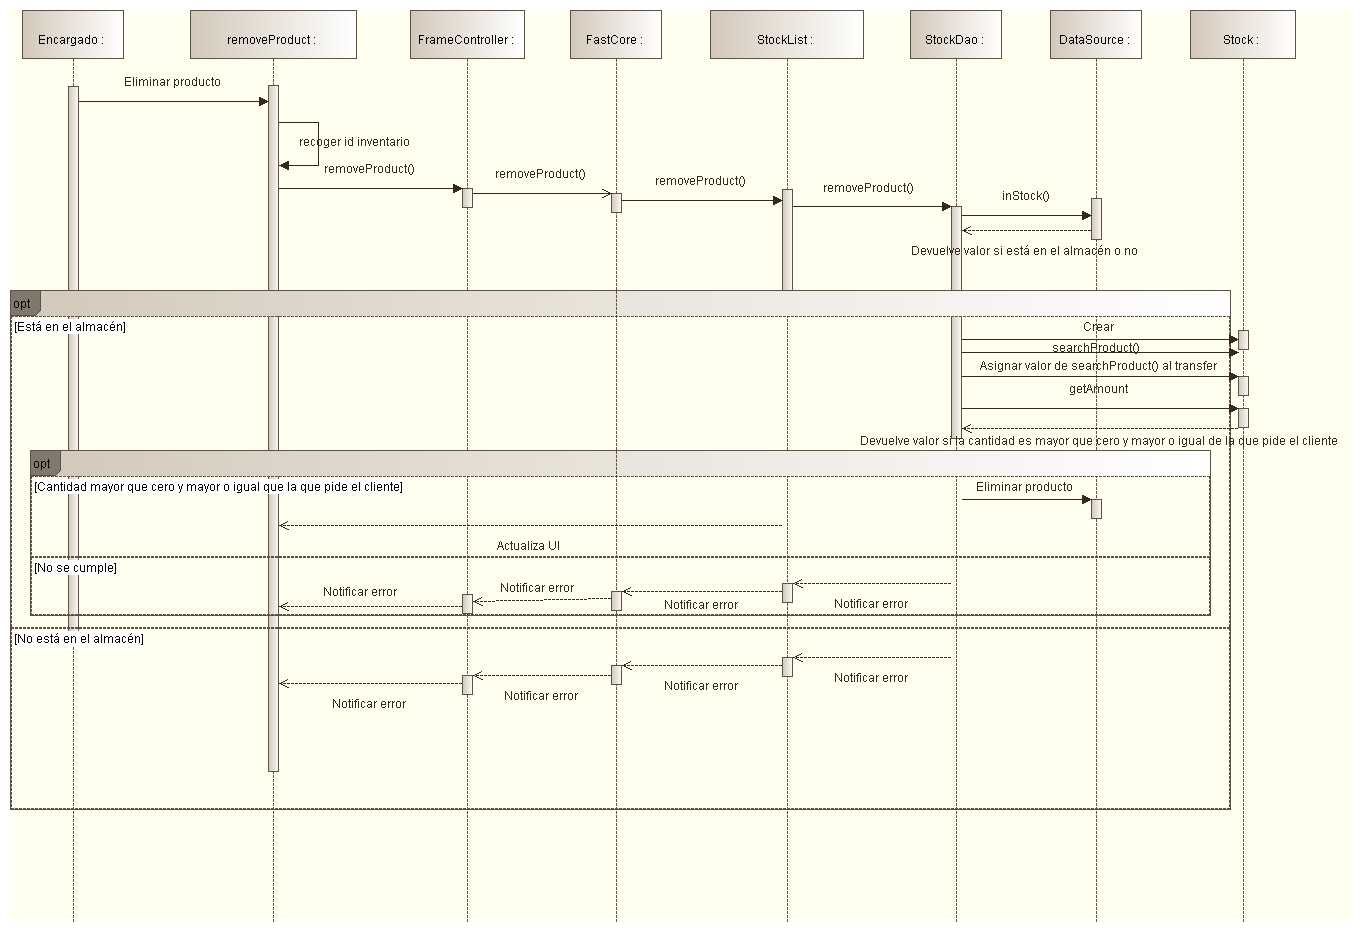 Encargado :
removeProduct :
FrameController :
FastCore :
StockList :
StockDao :
DataSource :
Stock :
Eliminar producto
recoger id inventario
removeProduct()
removeProduct()
removeProduct()
removeProduct()
inStock()
Devuelve valor si está en el almacén o no
opt
[Está en el almacén]
Crear
searchProduct()
Asignar valor de searchProduct() al transfer
getAmount
Devuelve valor si la cantidad es mayor que cero y mayor o igual de la que pide el cliente
opt
[Cantidad mayor que cero y mayor o igual que la que pide el cliente]
Eliminar producto
Actualiza UI
[No se cumple]
Notificar error
Notificar error
Notificar error
Notificar error
[No está en el almacén]
Notificar error
Notificar error
Notificar error
Notificar error